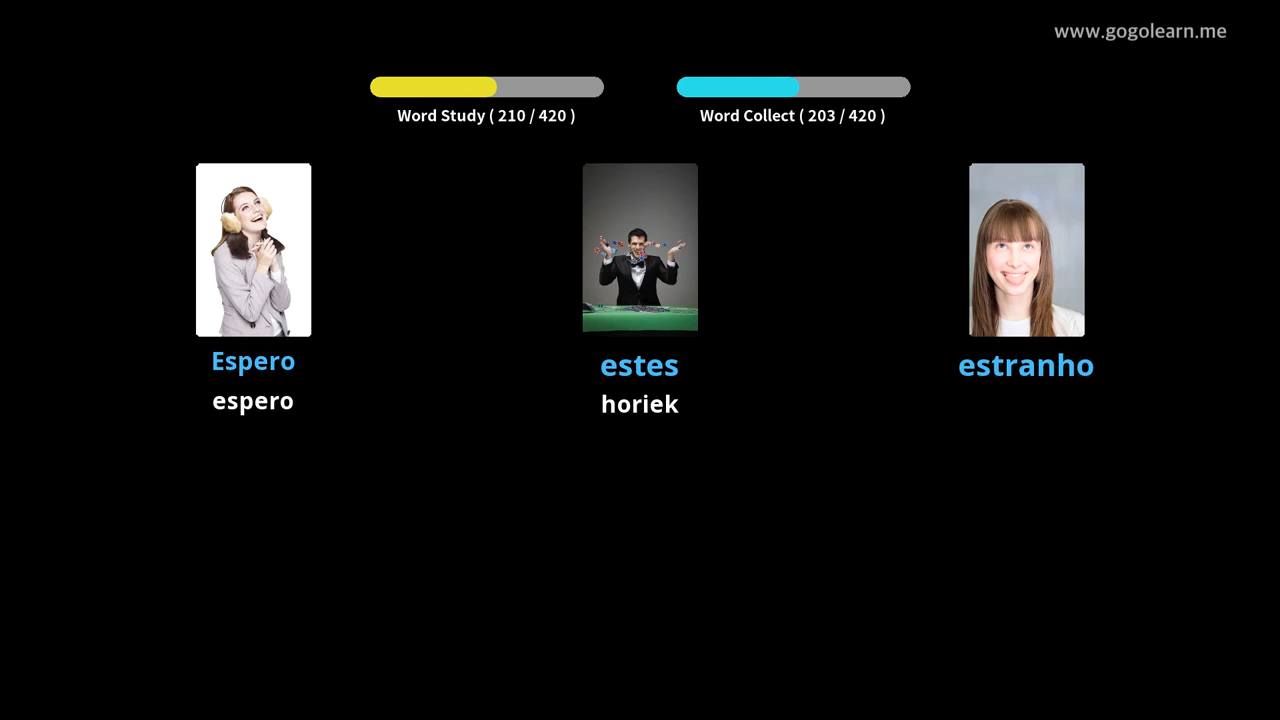 www.gogolearn.me
Word Study ( 210 / 420 )
Word Collect ( 203 / 420 )
Espero
espero
estes
horiek
estranho